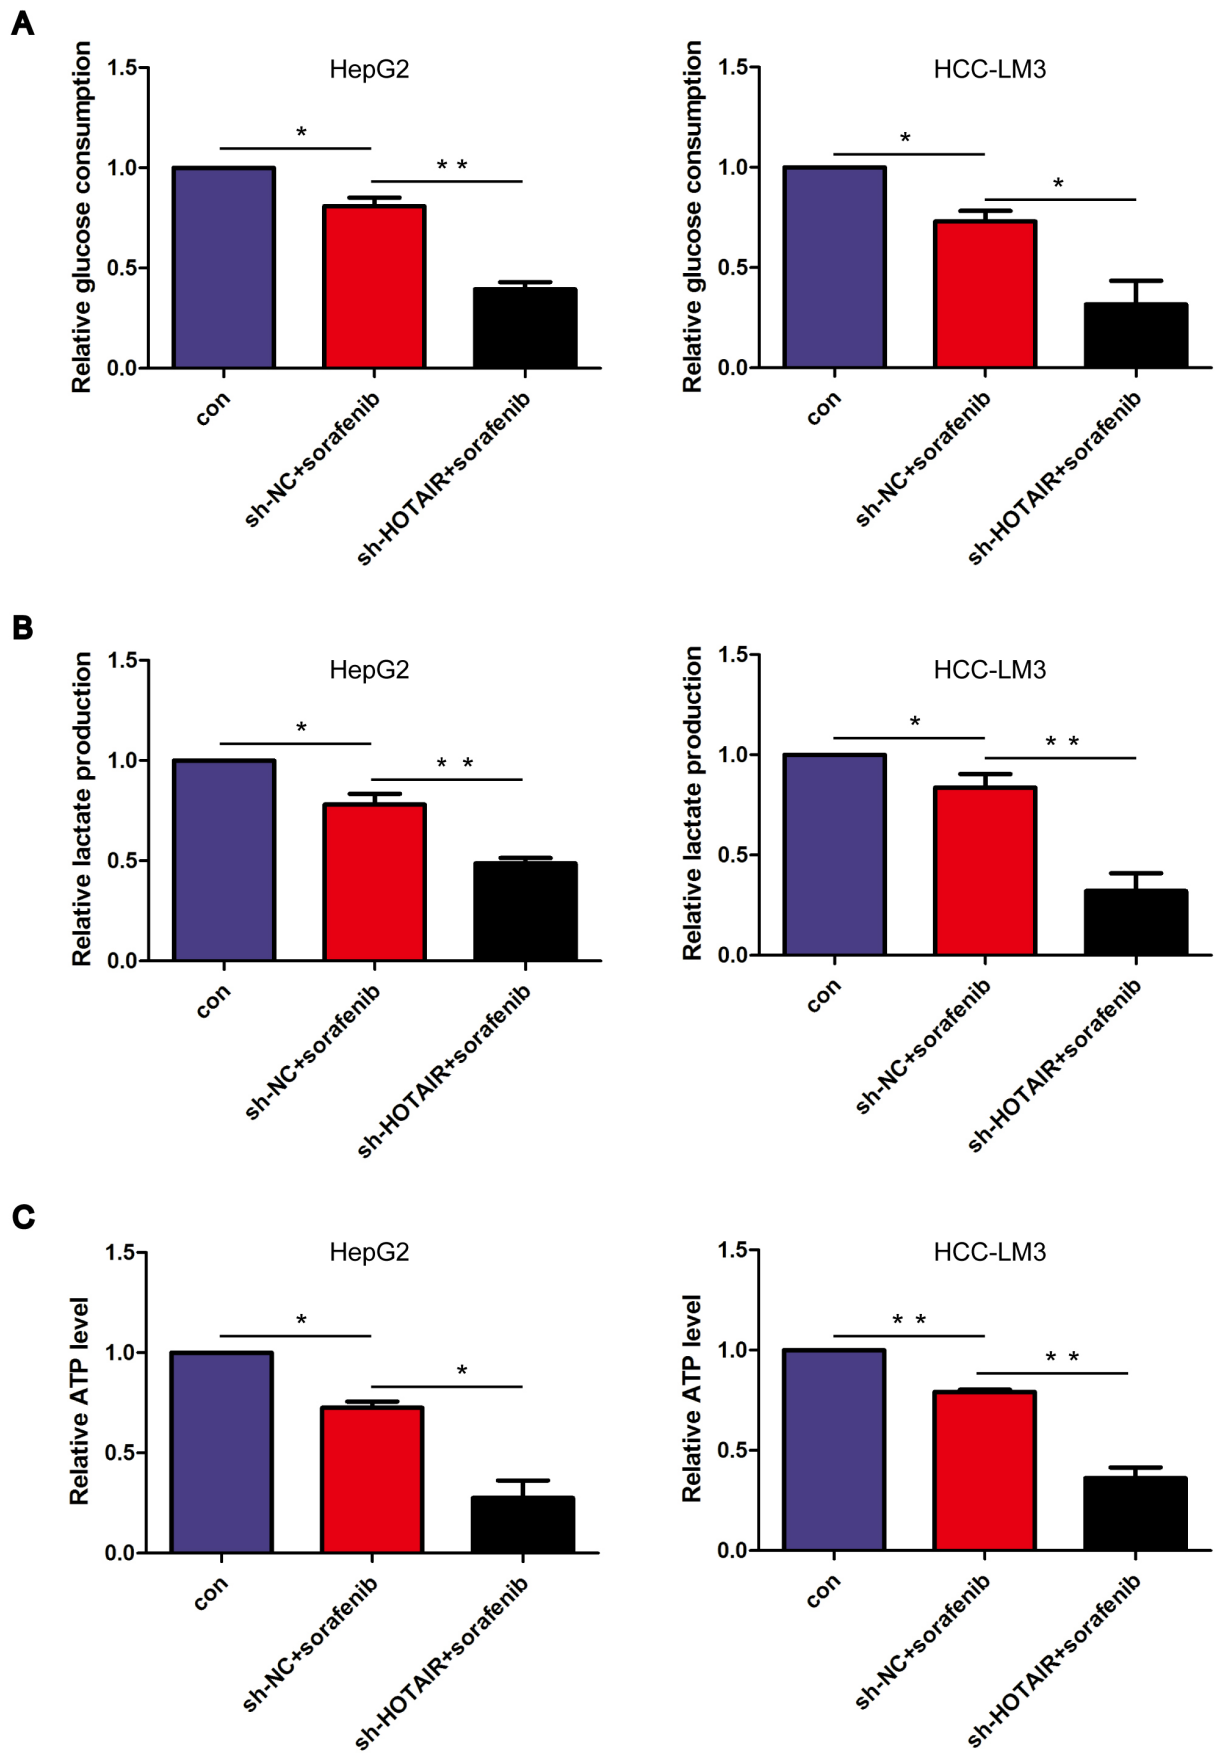 A
HepG2
Relative glucose consumption
1.5
1.0
0.5
0.0
*
* *
con
sh-NC+sorafenib
sh-HOTAIR+sorafenib
HCC-LM3
Relative glucose consumption
1.5
1.0
0.5
0.0
*
*
con
sh-NC+sorafenib
sh-HOTAIR+sorafenib
B
HepG2
Relative lactate production
1.5
1.0
0.5
0.0
*
* *
con
sh-NC+sorafenib
sh-HOTAIR+sorafenib
HCC-LM3
Relative lactate production
1.5
1.0
0.5
0.0
*
* *
con
sh-NC+sorafenib
sh-HOTAIR+sorafenib
C
HepG2
Relative ATP level
1.5
1.0
0.5
0.0
*
*
con
sh-NC+sorafenib
sh-HOTAIR+sorafenib
HCC-LM3
Relative ATP level
1.5
1.0
0.5
0.0
* *
* *
con
sh-NC+sorafenib
sh-HOTAIR+sorafenib